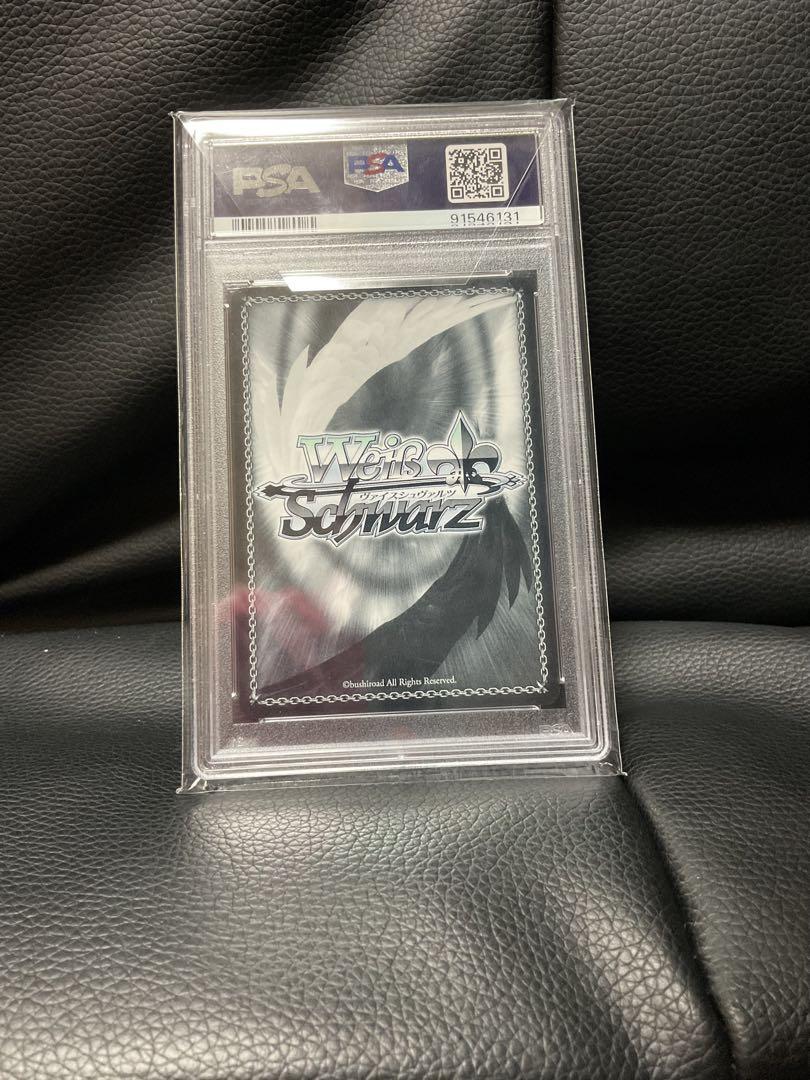 PSA
PSA
91546131
Weiß
ヴァイスシュヴァルツ
Schwarz
©bushiroad All Rights Reserved.